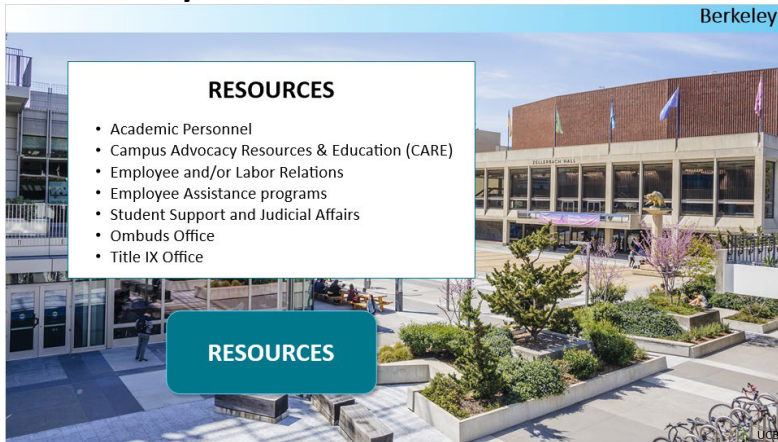 Berkeley
RESOURCES
• Academic Personnel
• Campus Advocacy Resources & Education (CARE)
• Employee and/or Labor Relations
• Employee Assistance programs
• Student Support and Judicial Affairs
• Ombuds Office
• Title IX Office
ZELLERBACH HALL
RESOURCES